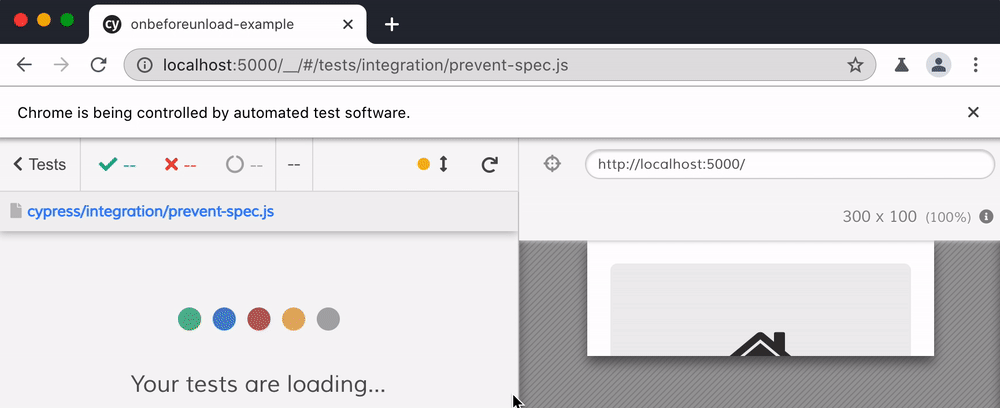 cy onbeforeunload-example
localhost:5000/__/#/tests/integration/prevent-spec.js
Chrome is being controlled by automated test software.
Tests -- -- -- --
http://localhost:5000/
cypress/integration/prevent-spec.js
300 x 100 (100%)
Your tests are loading...